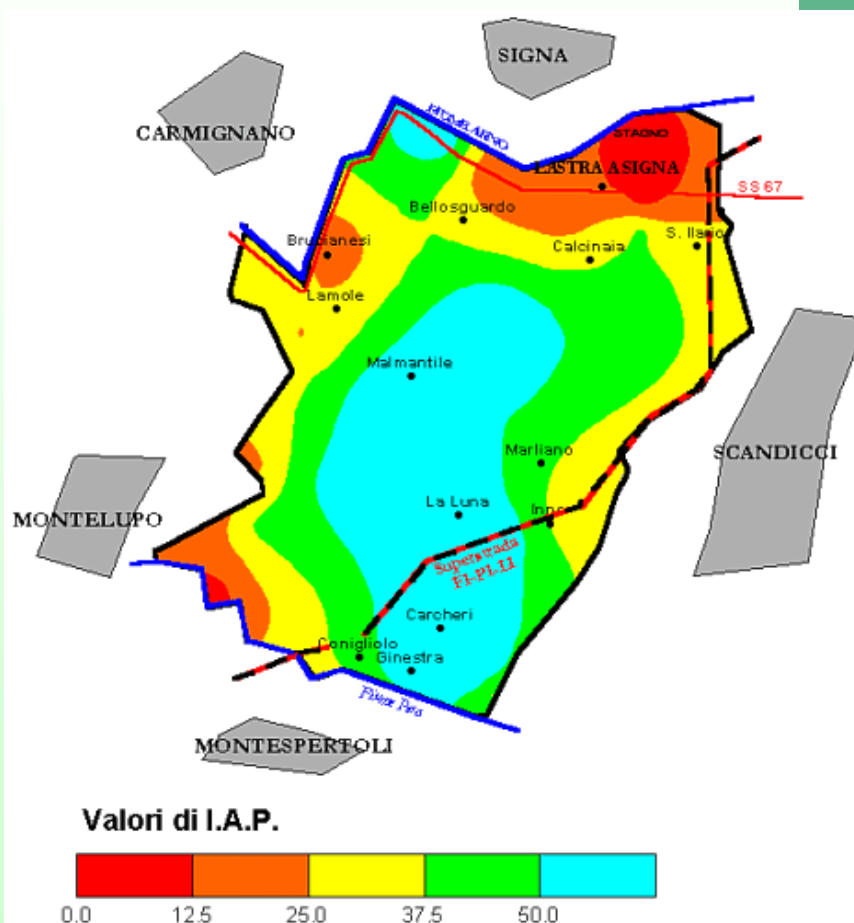 SIGNA
CARMIGNANO
FIUME ARNO
STAGNO
LASTRA A SIGNA
SS 67
Bellosguardo
S. Ilario
Brucianesi
Calcinaia
Lamole
Malmantile
Marliano
SCANDICCI
La Luna
MONTELUPO
Superstrada
FI-PI-LI
Carcheri
Conigliolo
Ginestra
Fiume Pesa
MONTESPERTOLI
Valori di I.A.P.
0.0 12.5 25.0 37.5 50.0